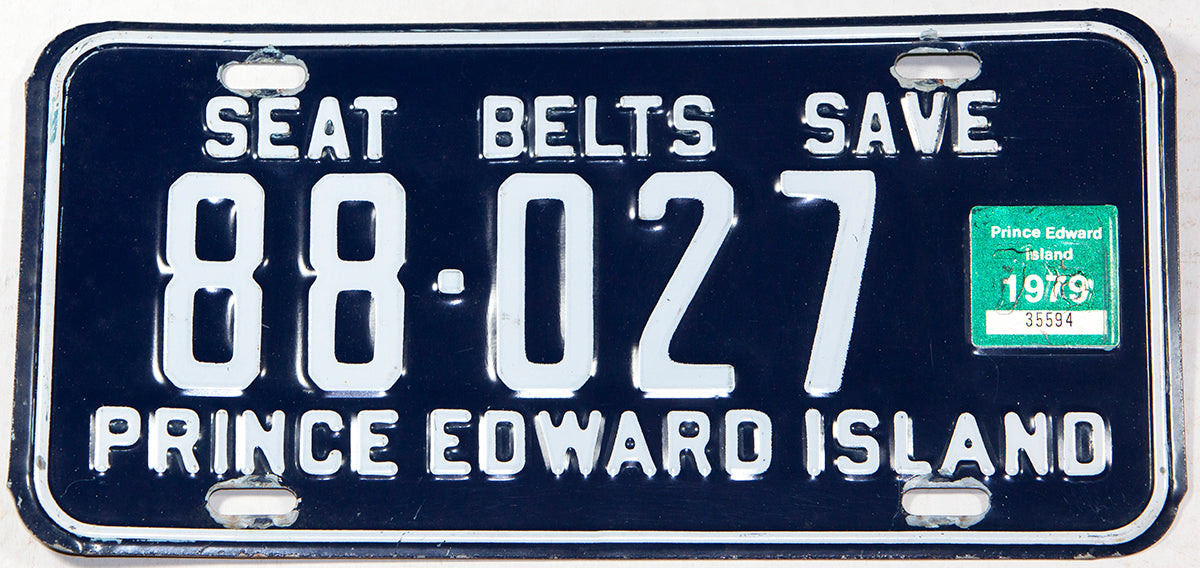 SEAT BELTS SAVE
88·027
Prince Edward
island
1979
35594
PRINCE EDWARD ISLAND